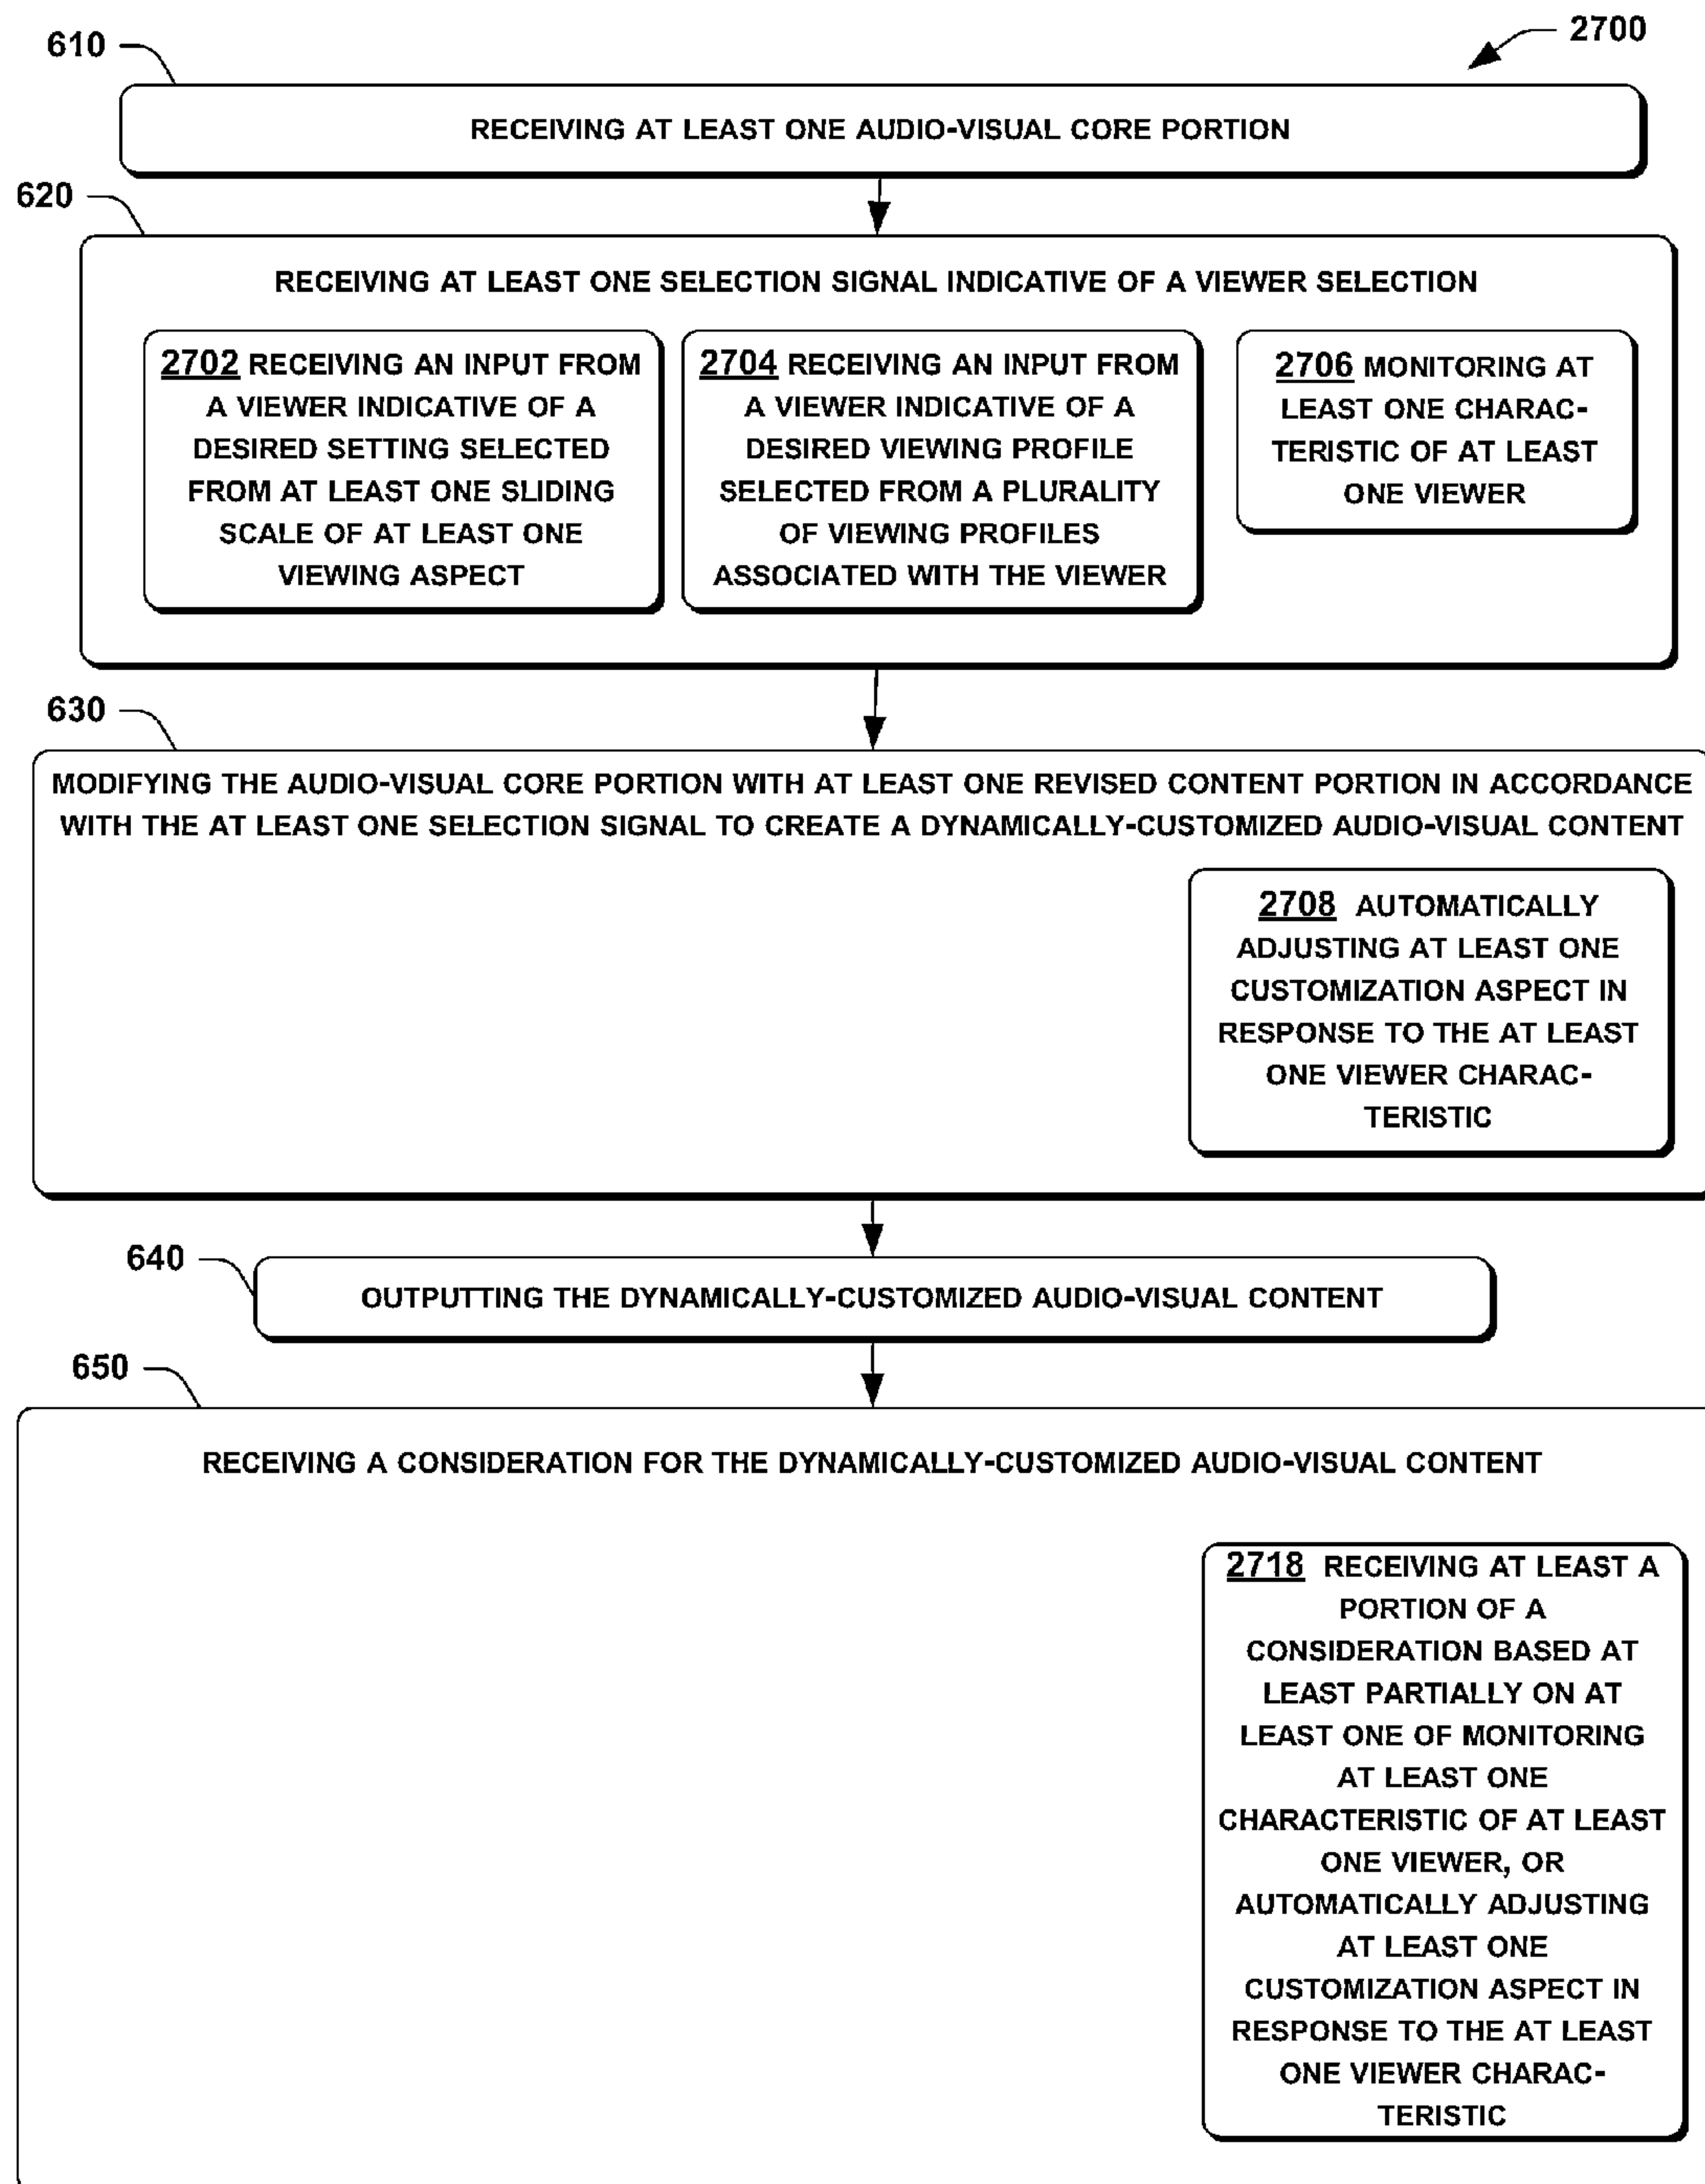 2700
610
RECEIVING AT LEAST ONE AUDIO-VISUAL CORE PORTION
620
RECEIVING AT LEAST ONE SELECTION SIGNAL INDICATIVE OF A VIEWER SELECTION
2702 RECEIVING AN INPUT FROM
A VIEWER INDICATIVE OF A
DESIRED SETTING SELECTED
FROM AT LEAST ONE SLIDING
SCALE OF AT LEAST ONE
VIEWING ASPECT
2704 RECEIVING AN INPUT FROM
A VIEWER INDICATIVE OF A
DESIRED VIEWING PROFILE
SELECTED FROM A PLURALITY
OF VIEWING PROFILES
ASSOCIATED WITH THE VIEWER
2706 MONITORING AT
LEAST ONE CHARAC-
TERISTIC OF AT LEAST
ONE VIEWER
630
MODIFYING THE AUDIO-VISUAL CORE PORTION WITH AT LEAST ONE REVISED CONTENT PORTION IN ACCORDANCE
WITH THE AT LEAST ONE SELECTION SIGNAL TO CREATE A DYNAMICALLY-CUSTOMIZED AUDIO-VISUAL CONTENT
2708 AUTOMATICALLY
ADJUSTING AT LEAST ONE
CUSTOMIZATION ASPECT IN
RESPONSE TO THE AT LEAST
ONE VIEWER CHARAC-
TERISTIC
640
OUTPUTTING THE DYNAMICALLY-CUSTOMIZED AUDIO-VISUAL CONTENT
650
RECEIVING A CONSIDERATION FOR THE DYNAMICALLY-CUSTOMIZED AUDIO-VISUAL CONTENT
2718 RECEIVING AT LEAST A
PORTION OF A
CONSIDERATION BASED AT
LEAST PARTIALLY ON AT
LEAST ONE OF MONITORING
AT LEAST ONE
CHARACTERISTIC OF AT LEAST
ONE VIEWER, OR
AUTOMATICALLY ADJUSTING
AT LEAST ONE
CUSTOMIZATION ASPECT IN
RESPONSE TO THE AT LEAST
ONE VIEWER CHARAC-
TERISTIC